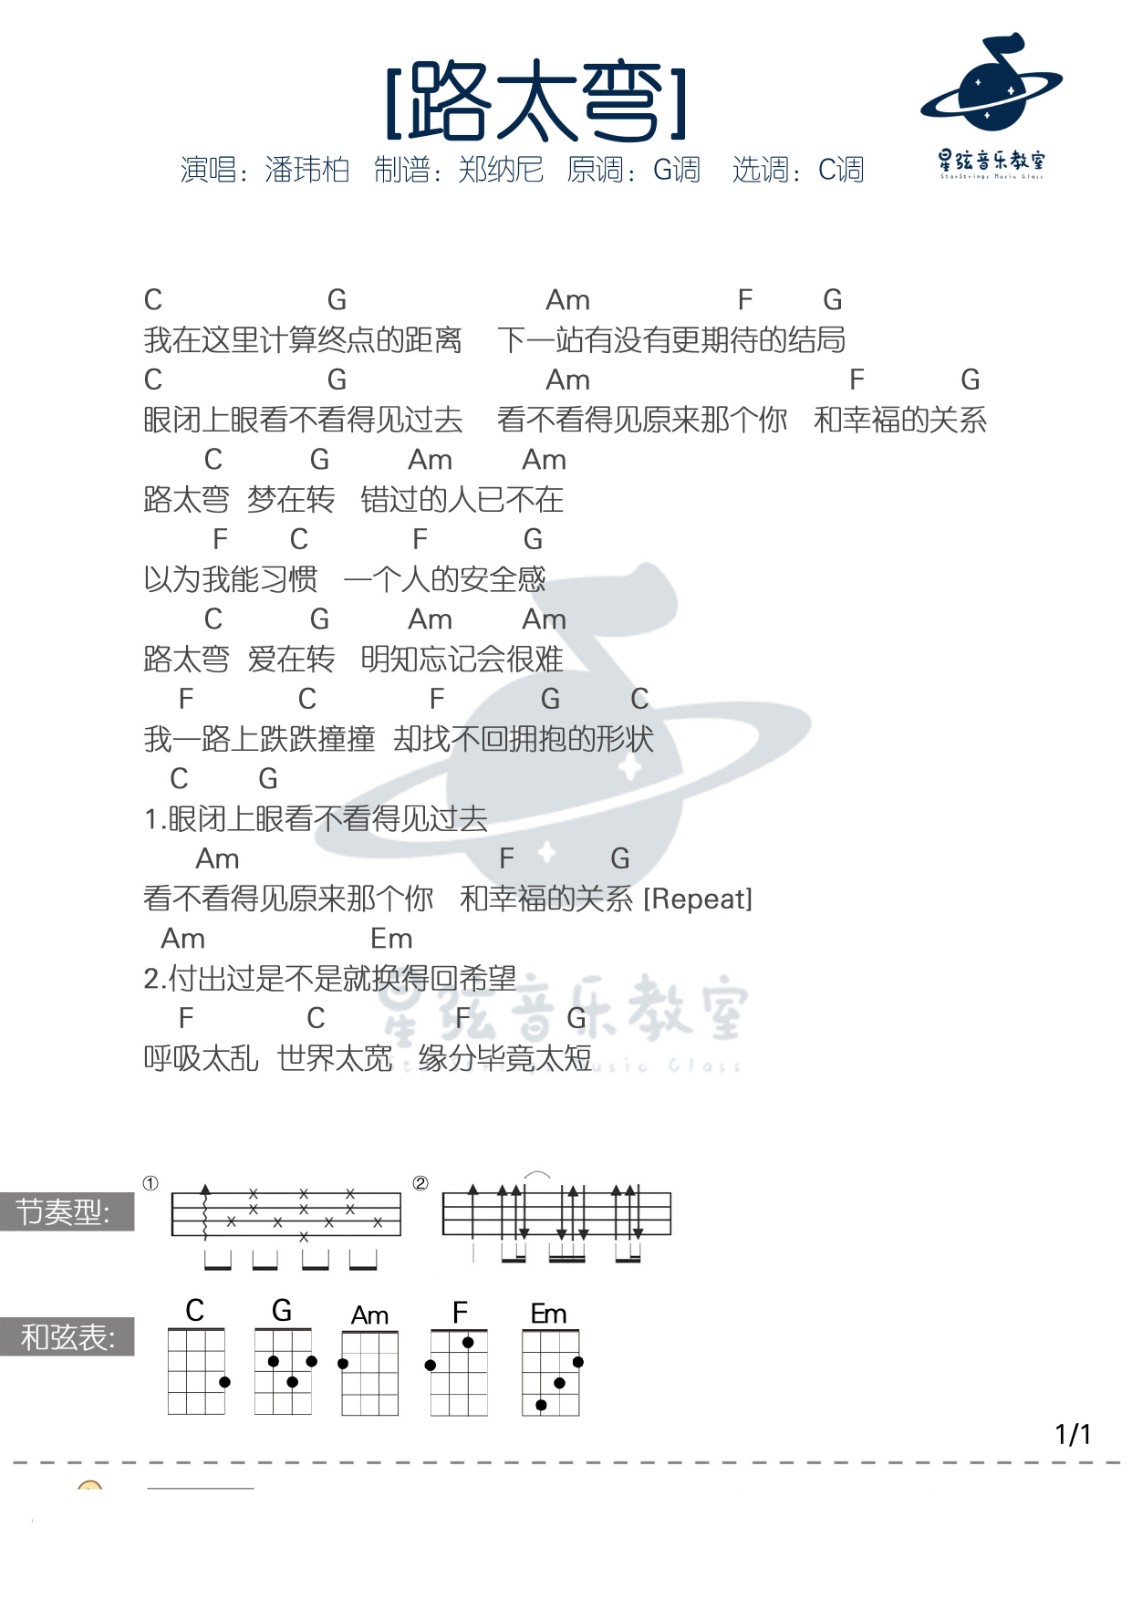 [路太弯]
演唱：潘玮柏 制谱：郑纳尼 原调：G调 选调：C调
星弦音乐教室
StarStrings Music Class
C G Am F G
我在这里计算终点的距离 下一站有没有更期待的结局
C G Am F G
眼闭上眼看不看得见过去 看不看得见原来那个你 和幸福的关系
C G Am Am
路太弯 梦在转 错过的人已不在
F C F G
以为我能习惯 一个人的安全感
C G Am Am
路太弯 爱在转 明知忘记会很难
F C F G C
我一路上跌跌撞撞 却找不回拥抱的形状
C G
1.眼闭上眼看不看得见过去
Am F G
看不看得见原来那个你 和幸福的关系 [Repeat]
Am Em
2.付出过是不是就换得回希望
F C F G
呼吸太乱 世界太宽 缘分毕竟太短
星弦音乐教室
StarStrings Music Class
节奏型: ① ②
和弦表: C G Am F Em
1/1